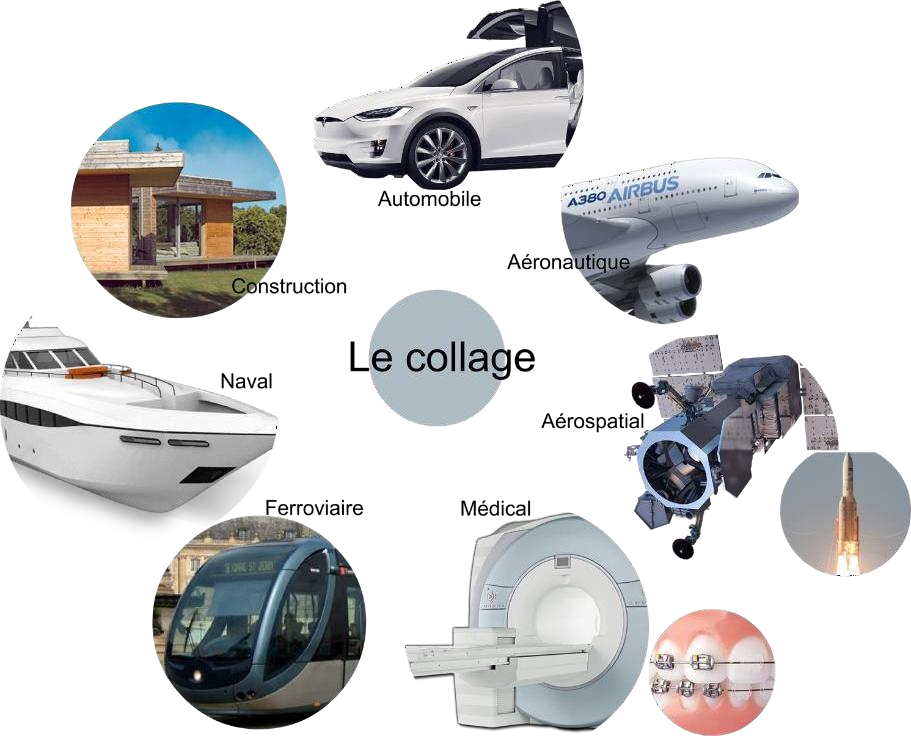 Automobile
A380 AIRBUS
Aéronautique
Construction
Le collage
Naval
Aérospatial
Ferroviaire
Médical